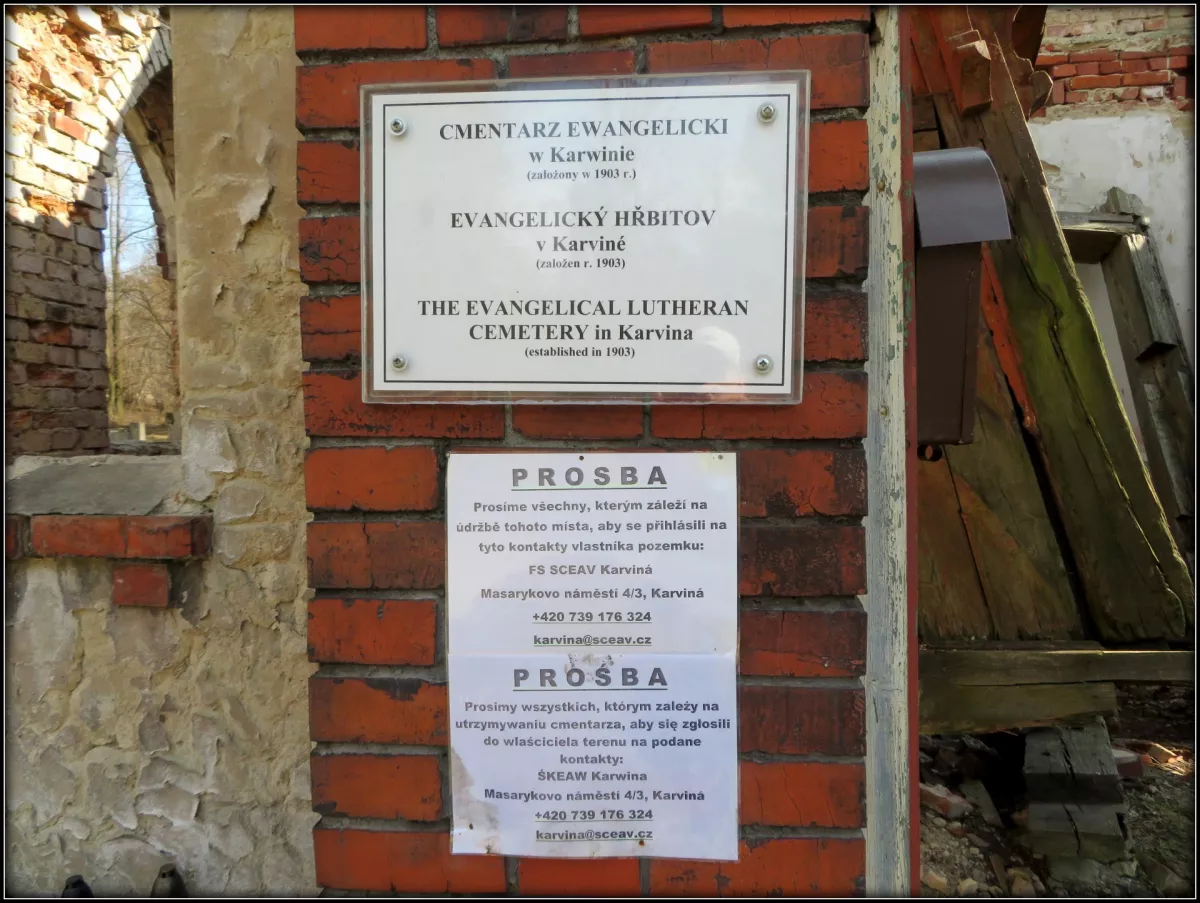 CMENTARZ EWANGELICKI
w Karwinie
(założony w 1903 r.)
EVANGELICKÝ HŘBITOV
v Karviné
(založen r. 1903)
THE EVANGELICAL LUTHERAN
CEMETERY in Karvina
(established in 1903)
PROSBA
Prosíme všechny, kterým záleží na
údržbě tohoto místa, aby se přihlásili na
tyto kontakty vlastníka pozemku:
FS SCEAV Karviná
Masarykovo náměstí 4/3, Karviná
+420 739 176 324
karvina@sceav.cz
PROŚBA
Prosimy wszystkich, którym zależy na
utrzymywaniu cmentarza, aby się zgłosili
do właściciela terenu na podane
kontakty:
ŚKEAW Karwina
Masarykovo náměstí 4/3, Karviná
+420 739 176 324
karvina@sceav.cz